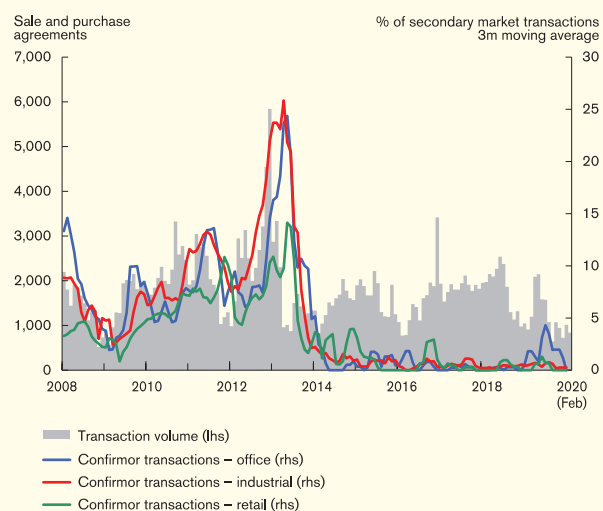 Sale and purchase
agreements
% of secondary market transactions
3m moving average
7,000
6,000
5,000
4,000
3,000
2,000
1,000
0
30
25
20
15
10
5
0
2008 2010 2012 2014 2016 2018 2020
(Feb)
Transaction volume (lhs)
Confirmor transactions – office (rhs)
Confirmor transactions – industrial (rhs)
Confirmor transactions – retail (rhs)